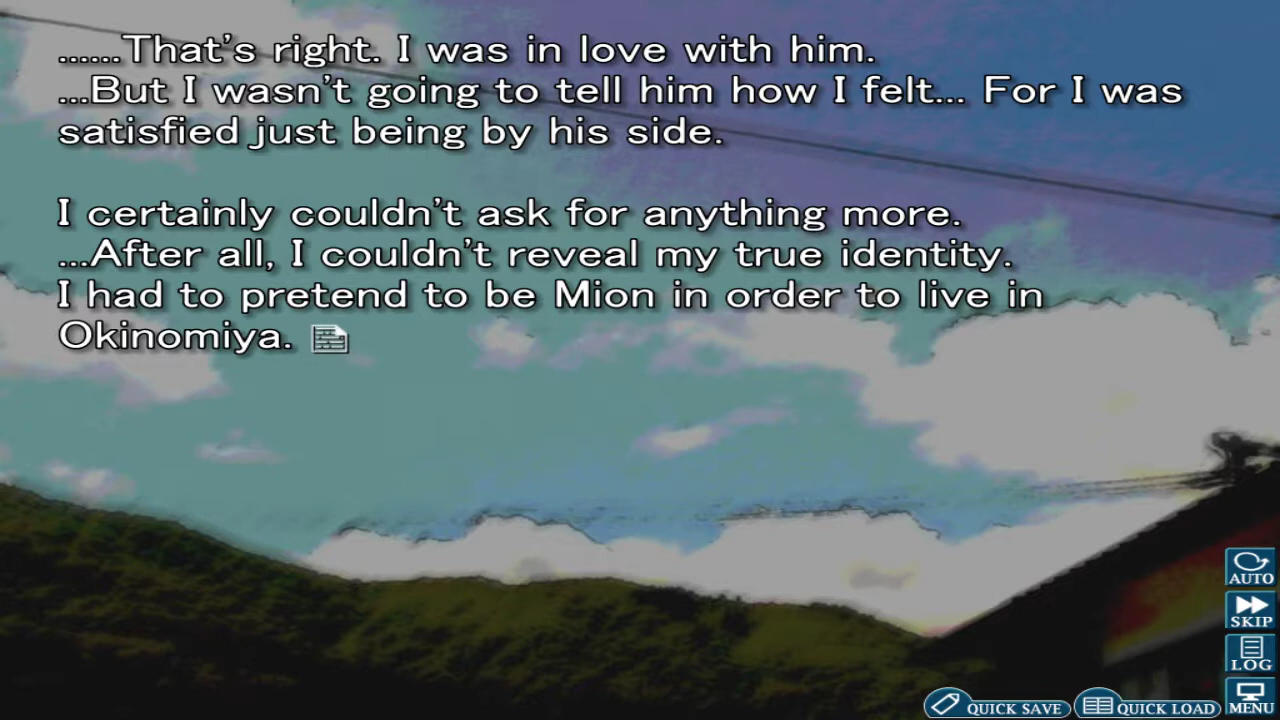 ......That's right. I was in love with him.
...But I wasn't going to tell him how I felt... For I was
satisfied just being by his side.
I certainly couldn't ask for anything more.
...After all, I couldn't reveal my true identity.
I had to pretend to be Mion in order to live in
Okinomiya.
AUTO
SKIP
LOG
MENU
QUICK SAVE
QUICK LOAD